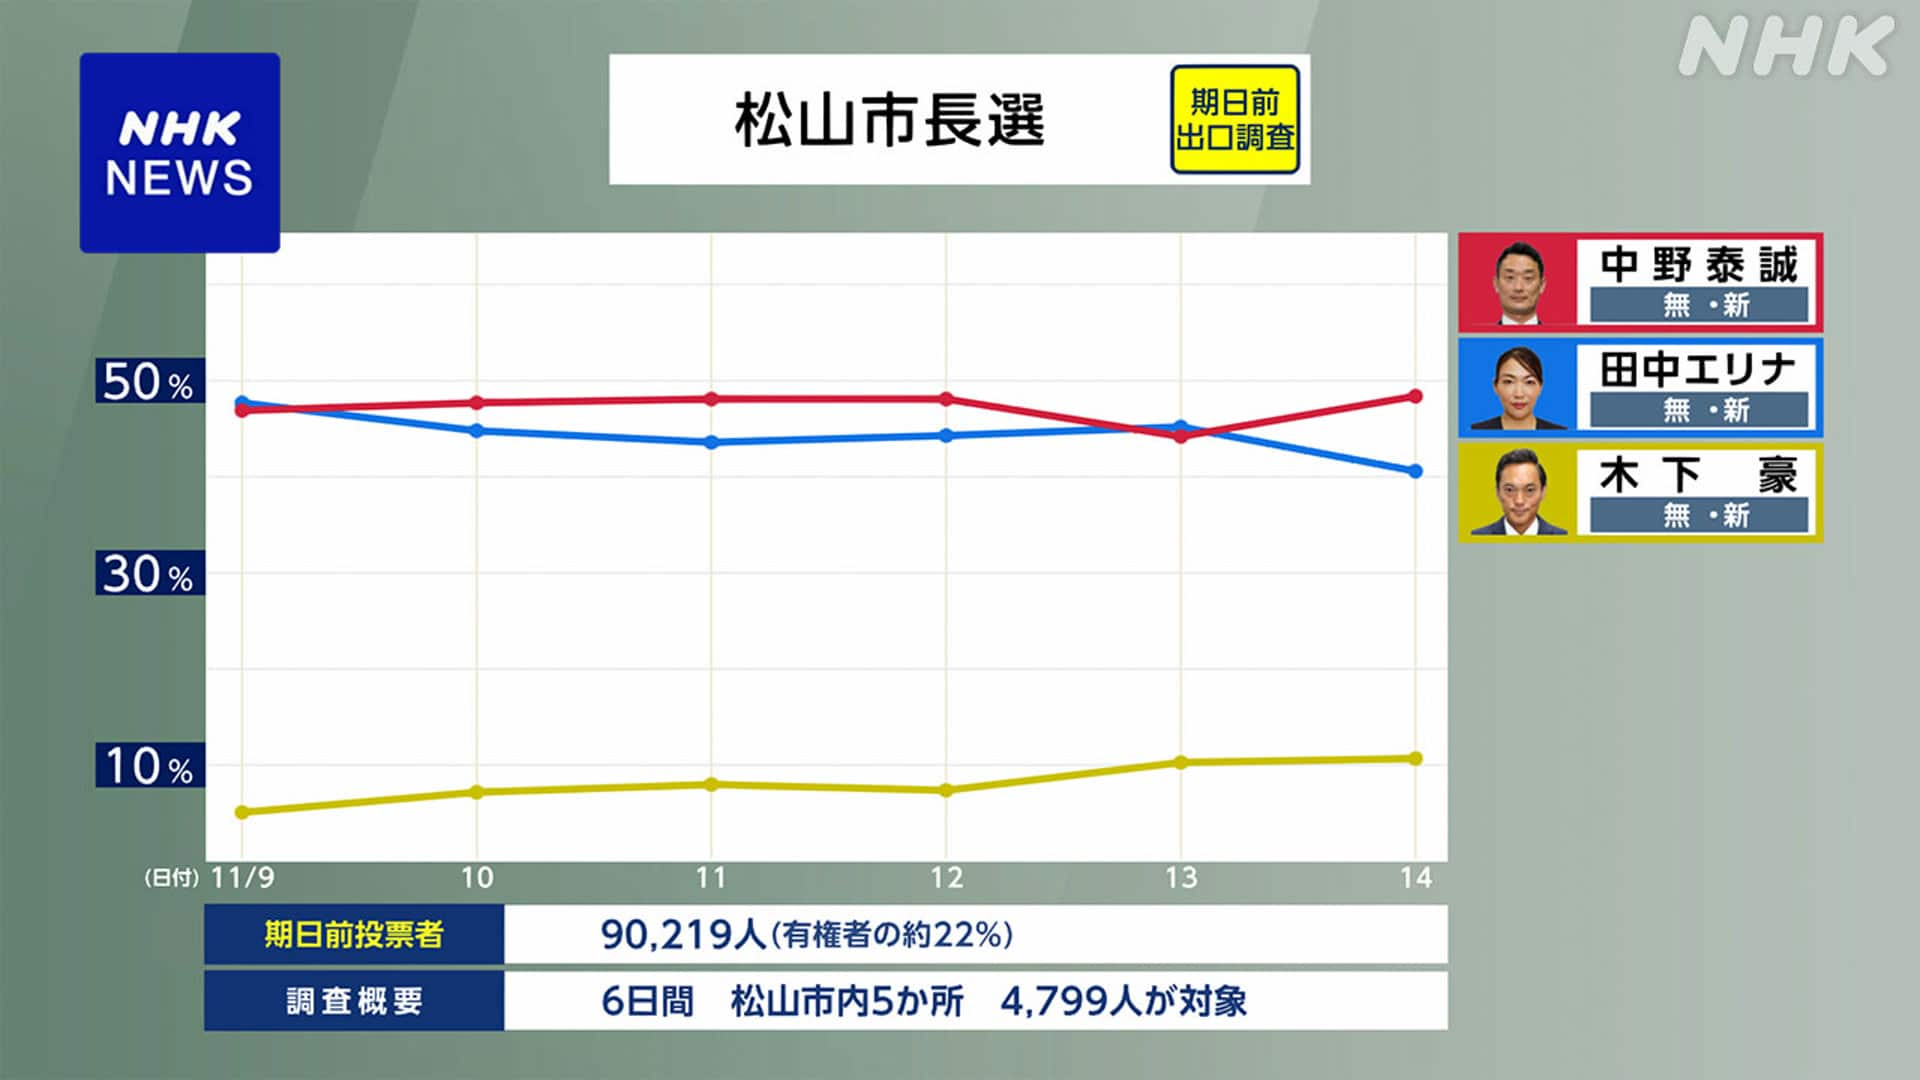 NHK
NHK
NEWS
松山市長選
期日前
出口調査
中野泰誠
無・新
田中エリナ
無・新
木下 豪
無・新
50%
30%
10%
(日付) 11/9 10 11 12 13 14
期日前投票者 90,219人(有権者の約22%)
調査概要 6日間 松山市内5か所 4,799人が対象